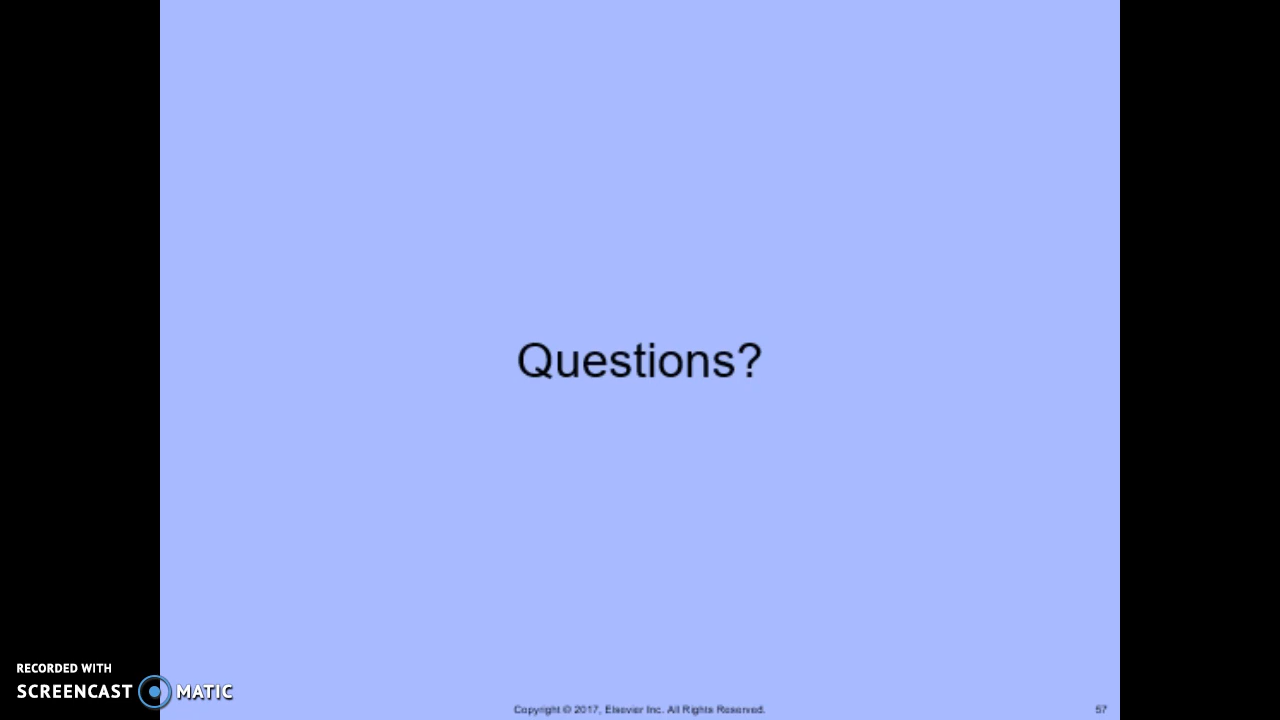 Questions?
RECORDED WITH
SCREENCAST MATIC
Copyright © 2017, Elsevier Inc. All Rights Reserved.
57